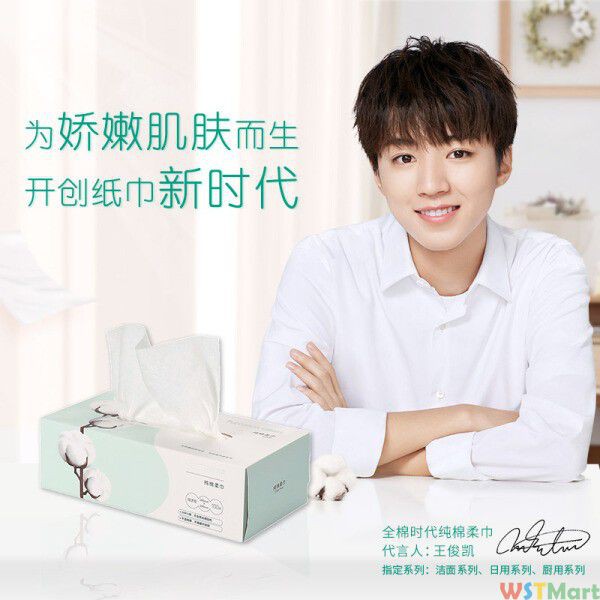 为娇嫩肌肤而生
开创纸巾新时代
纯棉柔巾
全棉时代纯棉柔巾
代言人：王俊凯
指定系列：洁面系列、日用系列、厨用系列
WSTMart